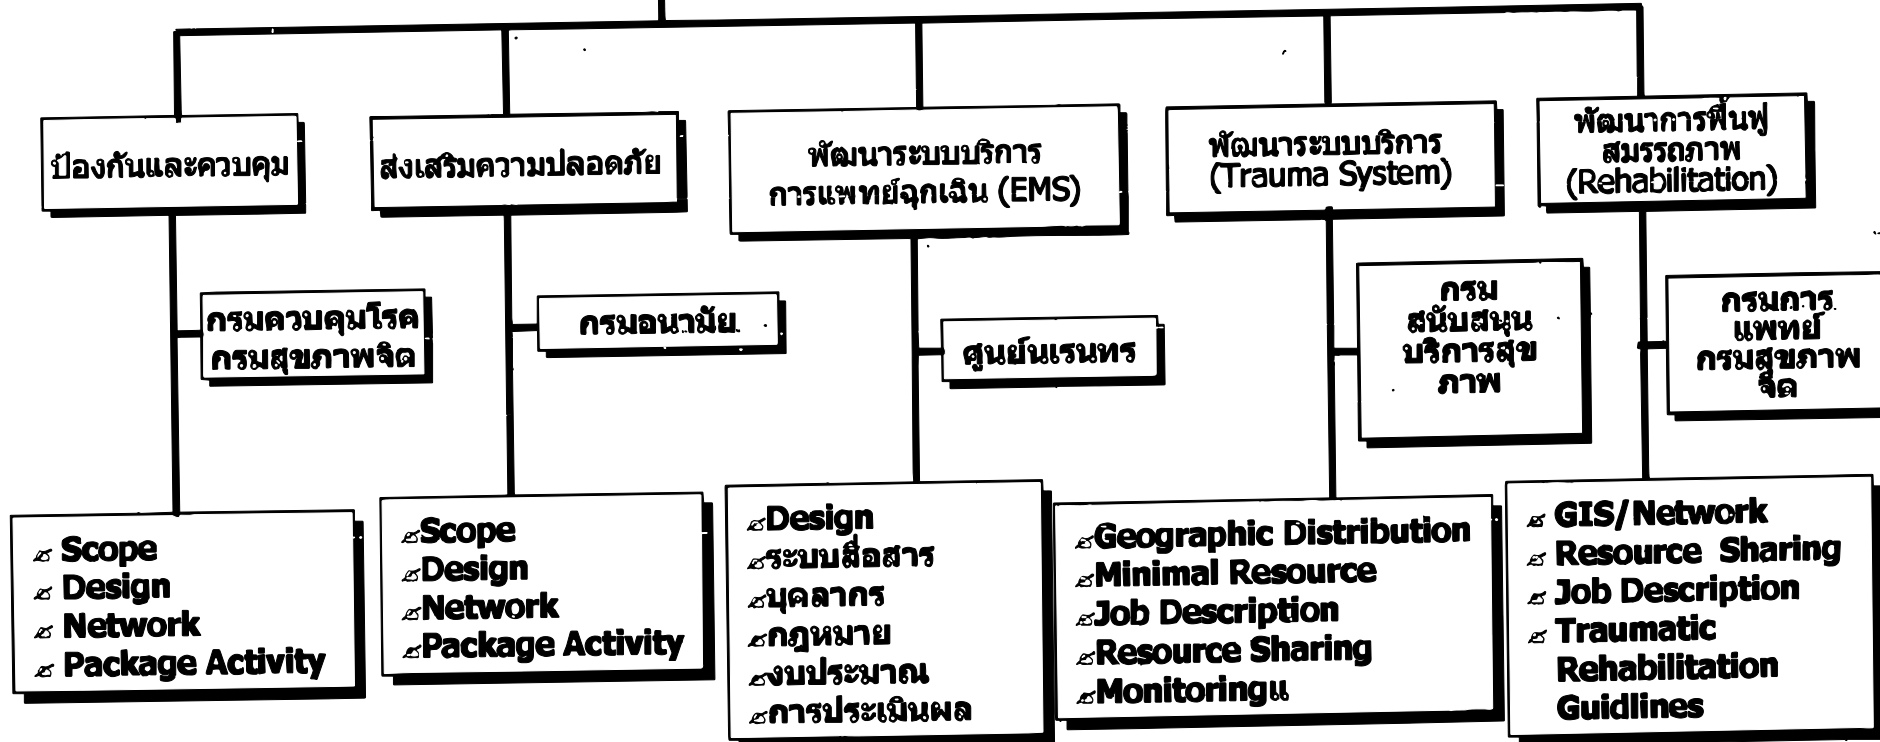 ป้องกันและควบคุม
ส่งเสริมความปลอดภัย
พัฒนาระบบบริการ
การแพทย์ฉุกเฉิน (EMS)
พัฒนาระบบบริการ
(Trauma System)
พัฒนาการฟื้นฟู
สมรรถภาพ
(Rehabilitation)
กรมควบคุมโรค
กรมสุขภาพจิต
กรมอนามัย
ศูนย์นเรนทร
กรม
สนับสนุน
บริการสุข
ภาพ
กรมการ
แพทย์
กรมสุขภาพ
จิต
Scope
Design
Network
Package Activity
Scope
Design
Network
Package Activity
Design
ระบบสื่อสาร
บุคลากร
กฎหมาย
งบประมาณ
การประเมินผล
Geographic Distribution
Minimal Resource
Job Description
Resource Sharing
Monitoringแ
GIS/Network
Resource Sharing
Job Description
Traumatic
Rehabilitation
Guidlines